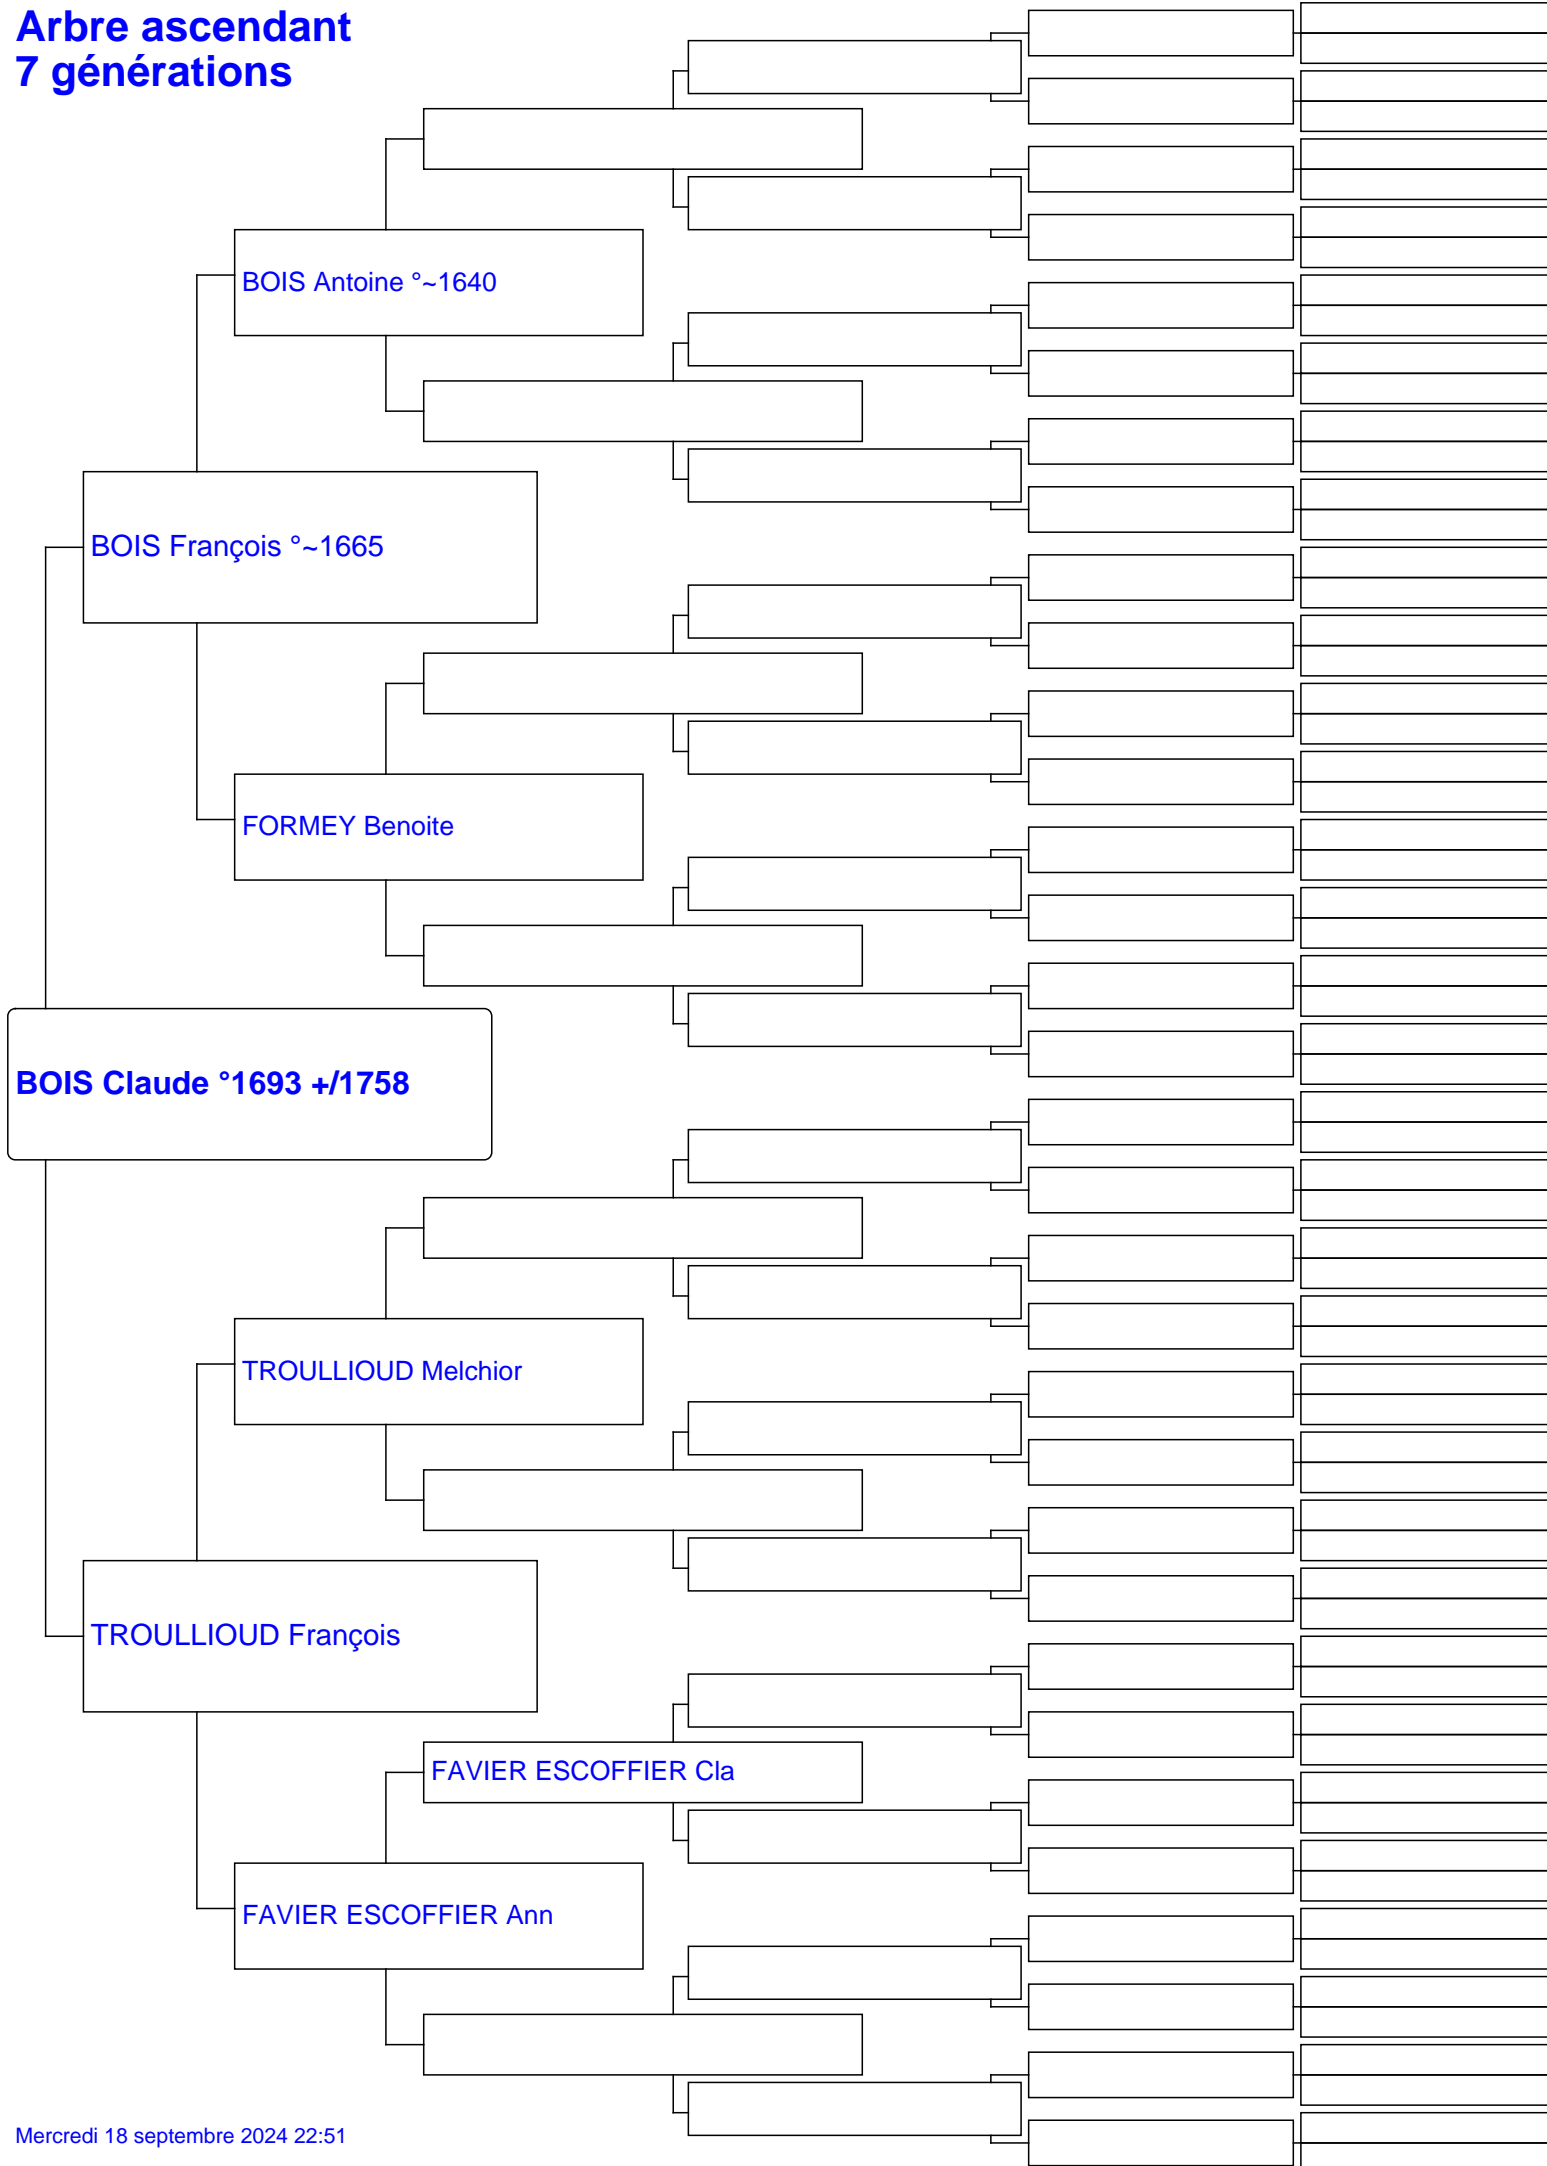 Arbre ascendant
7 générations
BOIS Antoine °~1640
BOIS François °~1665
FORMEY Benoite
BOIS Claude °1693 +/1758
TROULLIOUD Melchior
TROULLIOUD François
FAVIER ESCOFFIER Cla
FAVIER ESCOFFIER Ann
Mercredi 18 septembre 2024 22:51